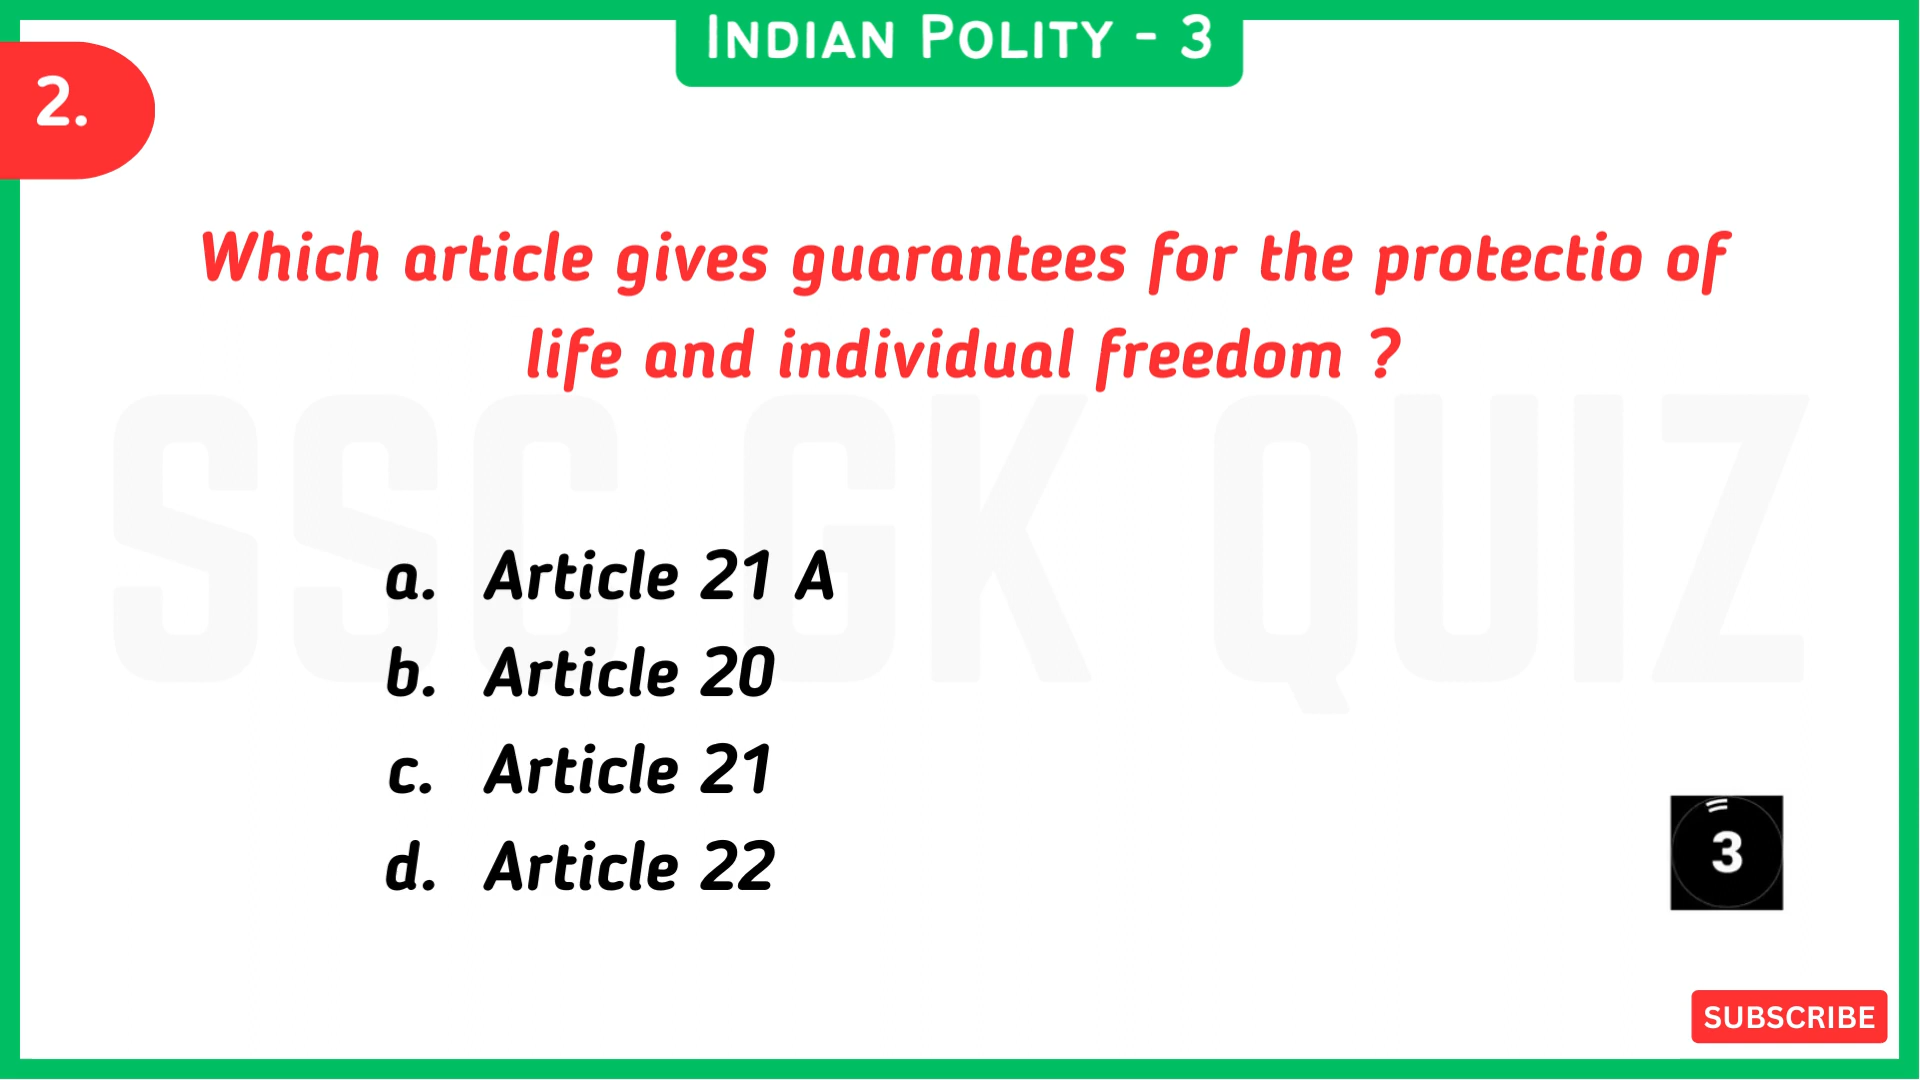 INDIAN POLITY - 3
2.
Which article gives guarantees for the protectio of
life and individual freedom ?
SSC GK QUIZ
a. Article 21 A
b. Article 20
c. Article 21
d. Article 22
3
SUBSCRIBE